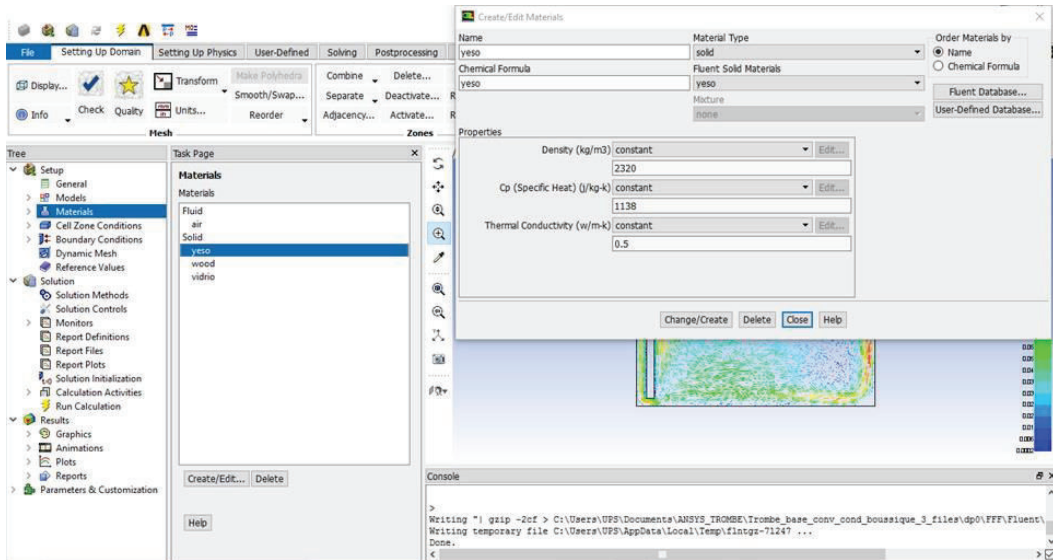 File Setting Up Domain Setting Up Physics User-Defined Solving Postprocessing
Display... Transform Make Polyhedra Combine Delete...
Smooth/Swap... Separate Deactivate...
Info Check Quality Units... Reorder Adjacency... Activate...
Mesh Zones
Tree
Setup
General
Models
Materials
Cell Zone Conditions
Boundary Conditions
Dynamic Mesh
Reference Values
Solution
Solution Methods
Solution Controls
Monitors
Report Definitions
Report Files
Report Plots
Solution Initialization
Calculation Activities
Run Calculation
Results
Graphics
Animations
Plots
Reports
Parameters & Customization
Task Page
Materials
Materials
Fluid
air
Solid
yeso
wood
vidrio
Create/Edit... Delete
Help
Create/Edit Materials
Name Material Type Order Materials by
yeso solid Name
Chemical Formula Fluent Solid Materials Chemical Formula
yeso yeso Fluent Database...
Mixture User-Defined Database...
none
Properties
Density (kg/m3) constant Edit...
2320
Cp (Specific Heat) (j/kg-k) constant Edit...
1138
Thermal Conductivity (w/m-k) constant Edit...
0.5
Change/Create Delete Close Help
Console
>
Writing "| gzip -2cf > C:\Users\UPS\Documents\ANSYS_TROMBE\Trombe_base_conv_cond_boussique_3_files\dp0\FFF\Fluent\
Writing temporary file C:\Users\UPS\AppData\Local\Temp\flntgz-71247 ...
Done.